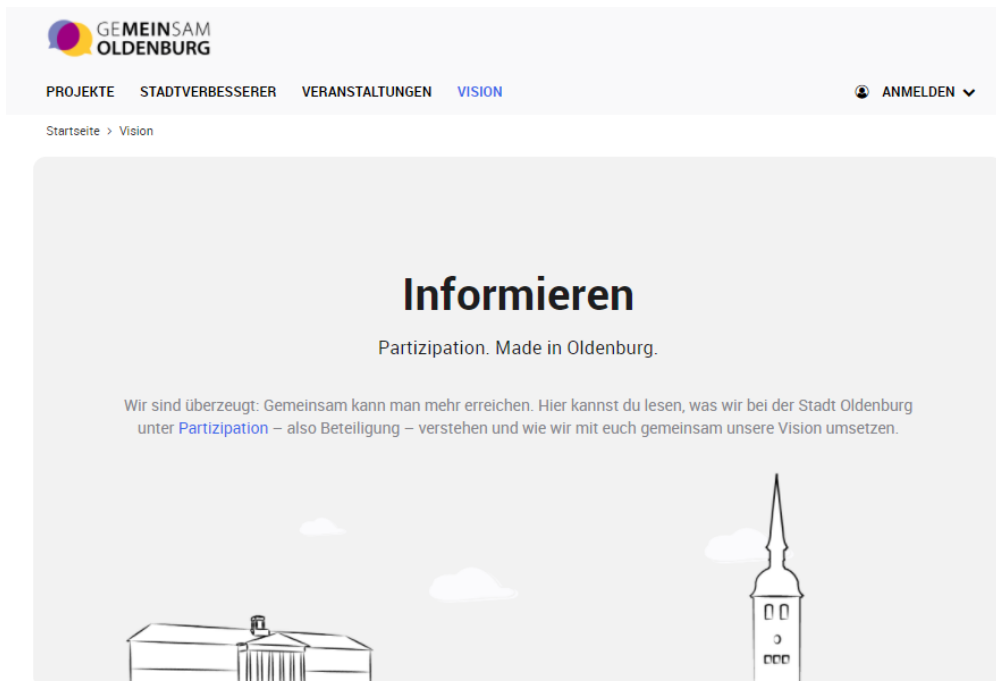 GEMEINSAM
OLDENBURG
PROJEKTE STADTVERBESSERER VERANSTALTUNGEN VISION ANMELDEN
Startseite > Vision
Informieren
Partizipation. Made in Oldenburg.
Wir sind überzeugt: Gemeinsam kann man mehr erreichen. Hier kannst du lesen, was wir bei der Stadt Oldenburg
unter Partizipation – also Beteiligung – verstehen und wie wir mit euch gemeinsam unsere Vision umsetzen.